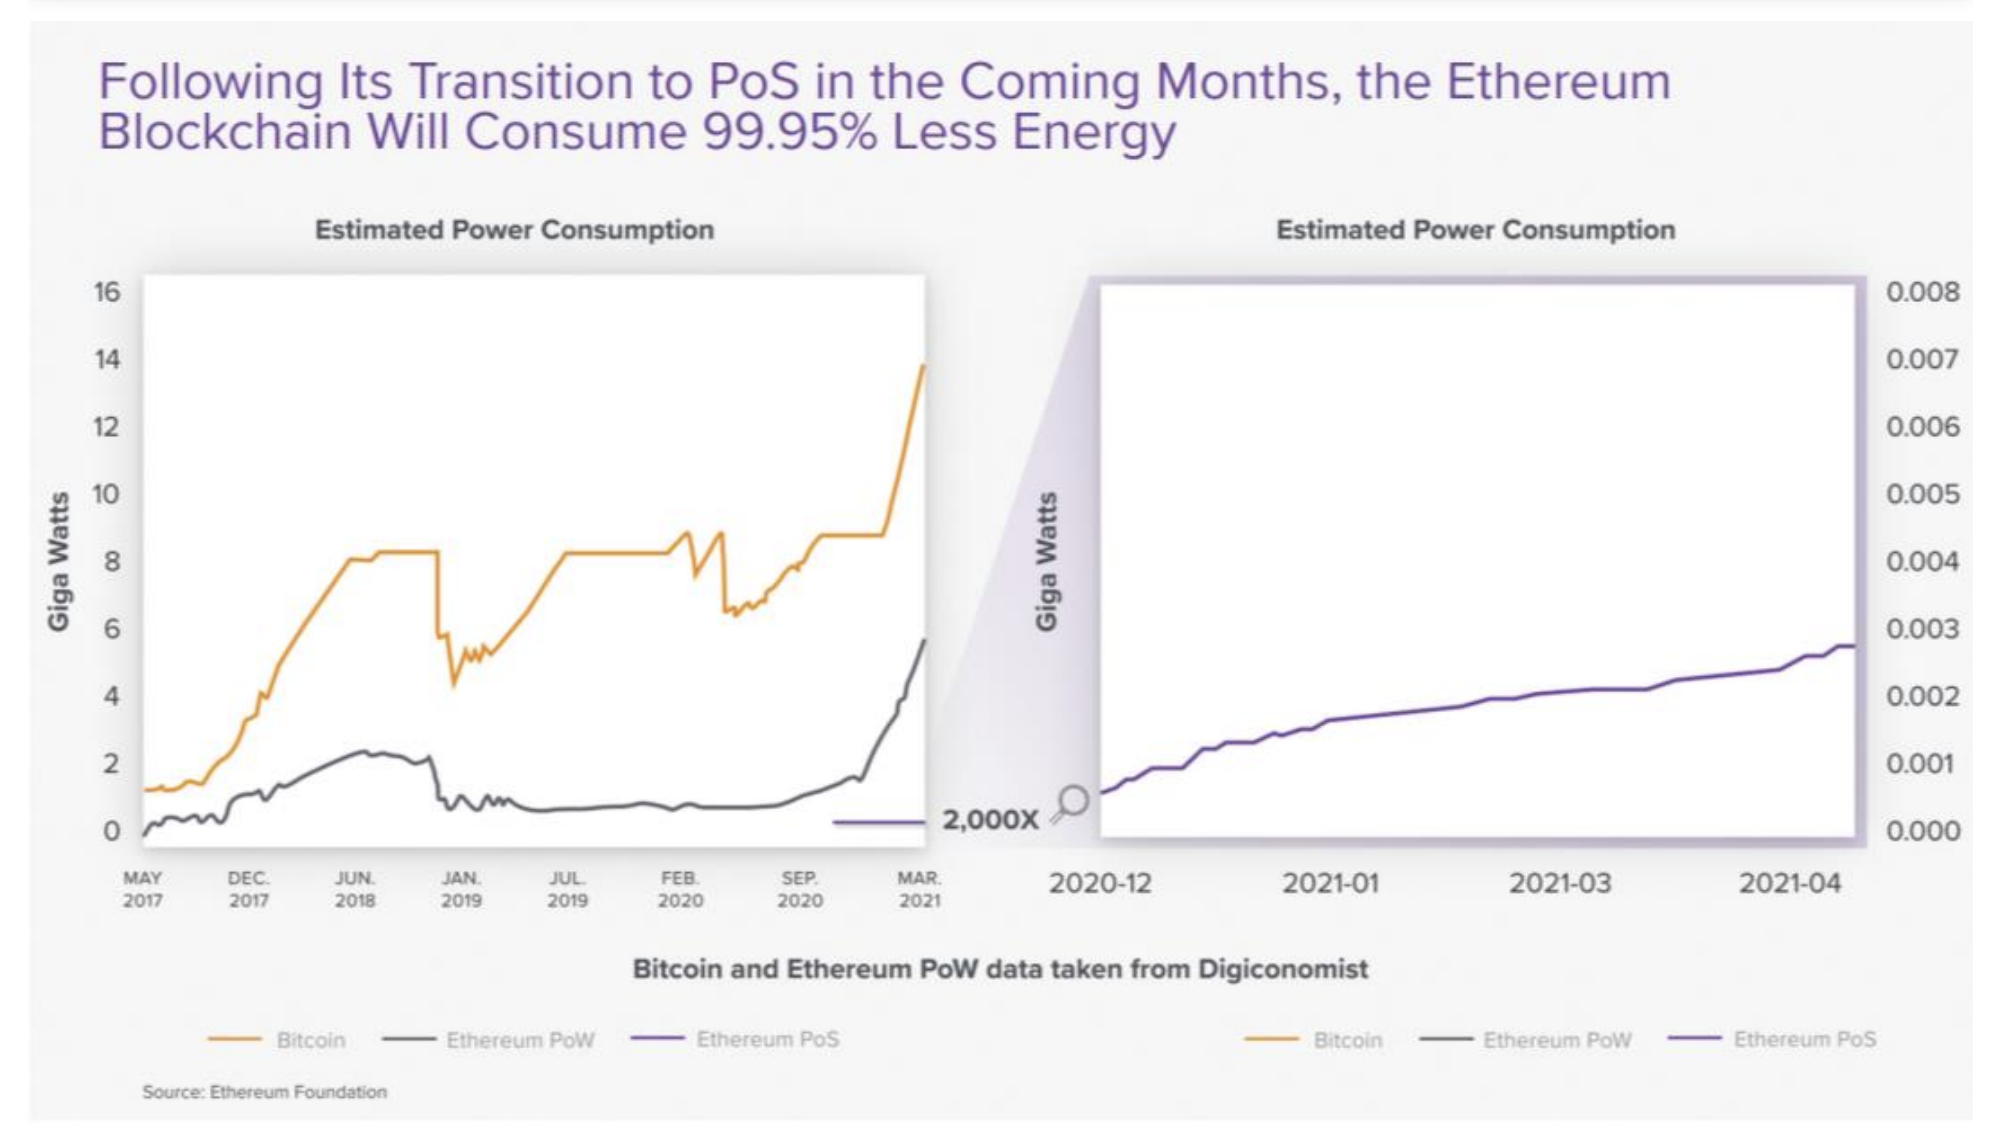 Following Its Transition to PoS in the Coming Months, the Ethereum
Blockchain Will Consume 99.95% Less Energy
Estimated Power Consumption
16
14
12
10
8
6
4
2
0
Giga Watts
MAY 2017
DEC. 2017
JUN. 2018
JAN. 2019
JUL. 2019
FEB. 2020
SEP. 2020
MAR. 2021
2,000X
Estimated Power Consumption
Giga Watts
0.008
0.007
0.006
0.005
0.004
0.003
0.002
0.001
0.000
2020-12
2021-01
2021-03
2021-04
Bitcoin and Ethereum PoW data taken from Digiconomist
Bitcoin
Ethereum PoW
Ethereum PoS
Bitcoin
Ethereum PoW
Ethereum PoS
Source: Ethereum Foundation